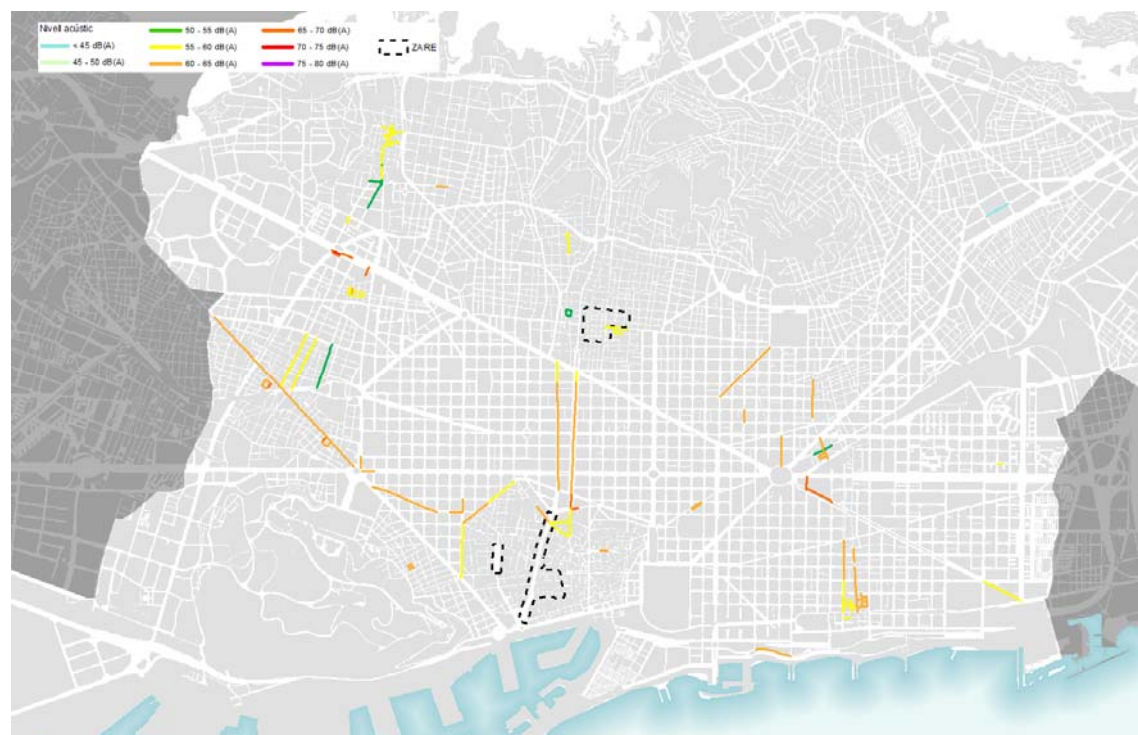 Nivell acústic
< 45 dB(A)
45 - 50 dB(A)
50 - 55 dB(A)
55 - 60 dB(A)
60 - 65 dB(A)
65 - 70 dB(A)
70 - 75 dB(A)
75 - 80 dB(A)
ZARE